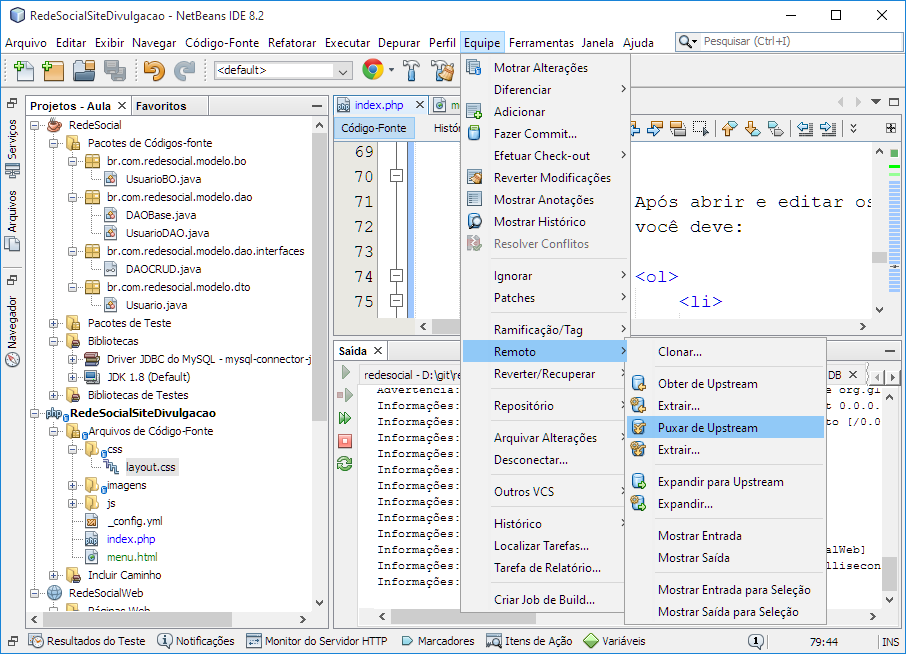 RedeSocialSiteDivulgacao - NetBeans IDE 8.2
Arquivo Editar Exibir Navegar Código-Fonte Refatorar Executar Depurar Perfil Equipe Ferramentas Janela Ajuda
Pesquisar (Ctrl+I)
<default>
Serviços
Arquivos
Navegador
Projetos - Aula
Favoritos
RedeSocial
Pacotes de Códigos-fonte
br.com.redesocial.modelo.bo
UsuarioBO.java
br.com.redesocial.modelo.dao
DAOBase.java
UsuarioDAO.java
br.com.redesocial.modelo.dao.interfaces
DAOCRUD.java
br.com.redesocial.modelo.dto
Usuario.java
Pacotes de Teste
Bibliotecas
Driver JDBC do MySQL - mysql-connector-j
JDK 1.8 (Default)
Bibliotecas de Testes
RedeSocialSiteDivulgacao
Arquivos de Código-Fonte
css
layout.css
imagens
js
_config.yml
index.php
menu.html
Incluir Caminho
RedeSocialWeb
Páginas Web
index.php
m
Código-Fonte
Histór
69
70
71
72
73
74
75
Após abrir e editar os
você deve:
<ol>
<li>
Motrar Alterações
Diferenciar
Adicionar
Fazer Commit...
Efetuar Check-out
Reverter Modificações
Mostrar Anotações
Mostrar Histórico
Resolver Conflitos
Ignorar
Patches
Ramificação/Tag
Remoto
Reverter/Recuperar
Repositório
Arquivar Alterações
Desconectar...
Outros VCS
Histórico
Localizar Tarefas...
Tarefa de Relatório...
Criar Job de Build...
Clonar...
Obter de Upstream
Extrair...
Puxar de Upstream
Extrair...
Expandir para Upstream
Expandir...
Mostrar Entrada
Mostrar Saída
Mostrar Entrada para Seleção
Mostrar Saída para Seleção
Saída
redesocial - D:\git\re
DB
Advertência:
e org.gl
Informações:
t 0.0.0.
Informações:
to [/0.0
Informações:
Informações:
Informações:
Informações:
Informações:
Informações:
Informações:
Informações:
Informações:
alWeb]
Informações:
llisecon
Informações:
Resultados do Teste
Notificações
Monitor do Servidor HTTP
Marcadores
Itens de Ação
Variáveis
1
79:44
INS